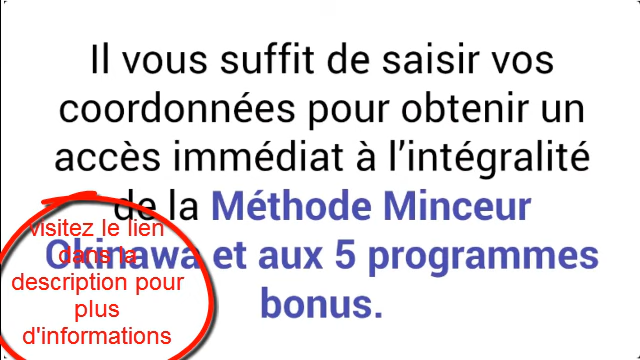 Il vous suffit de saisir vos
coordonnées pour obtenir un
accès immédiat à l’intégralité
de la Méthode Minceur
Okinawa et aux 5 programmes
bonus.
visitez le lien
dans la
description pour
plus
d'informations